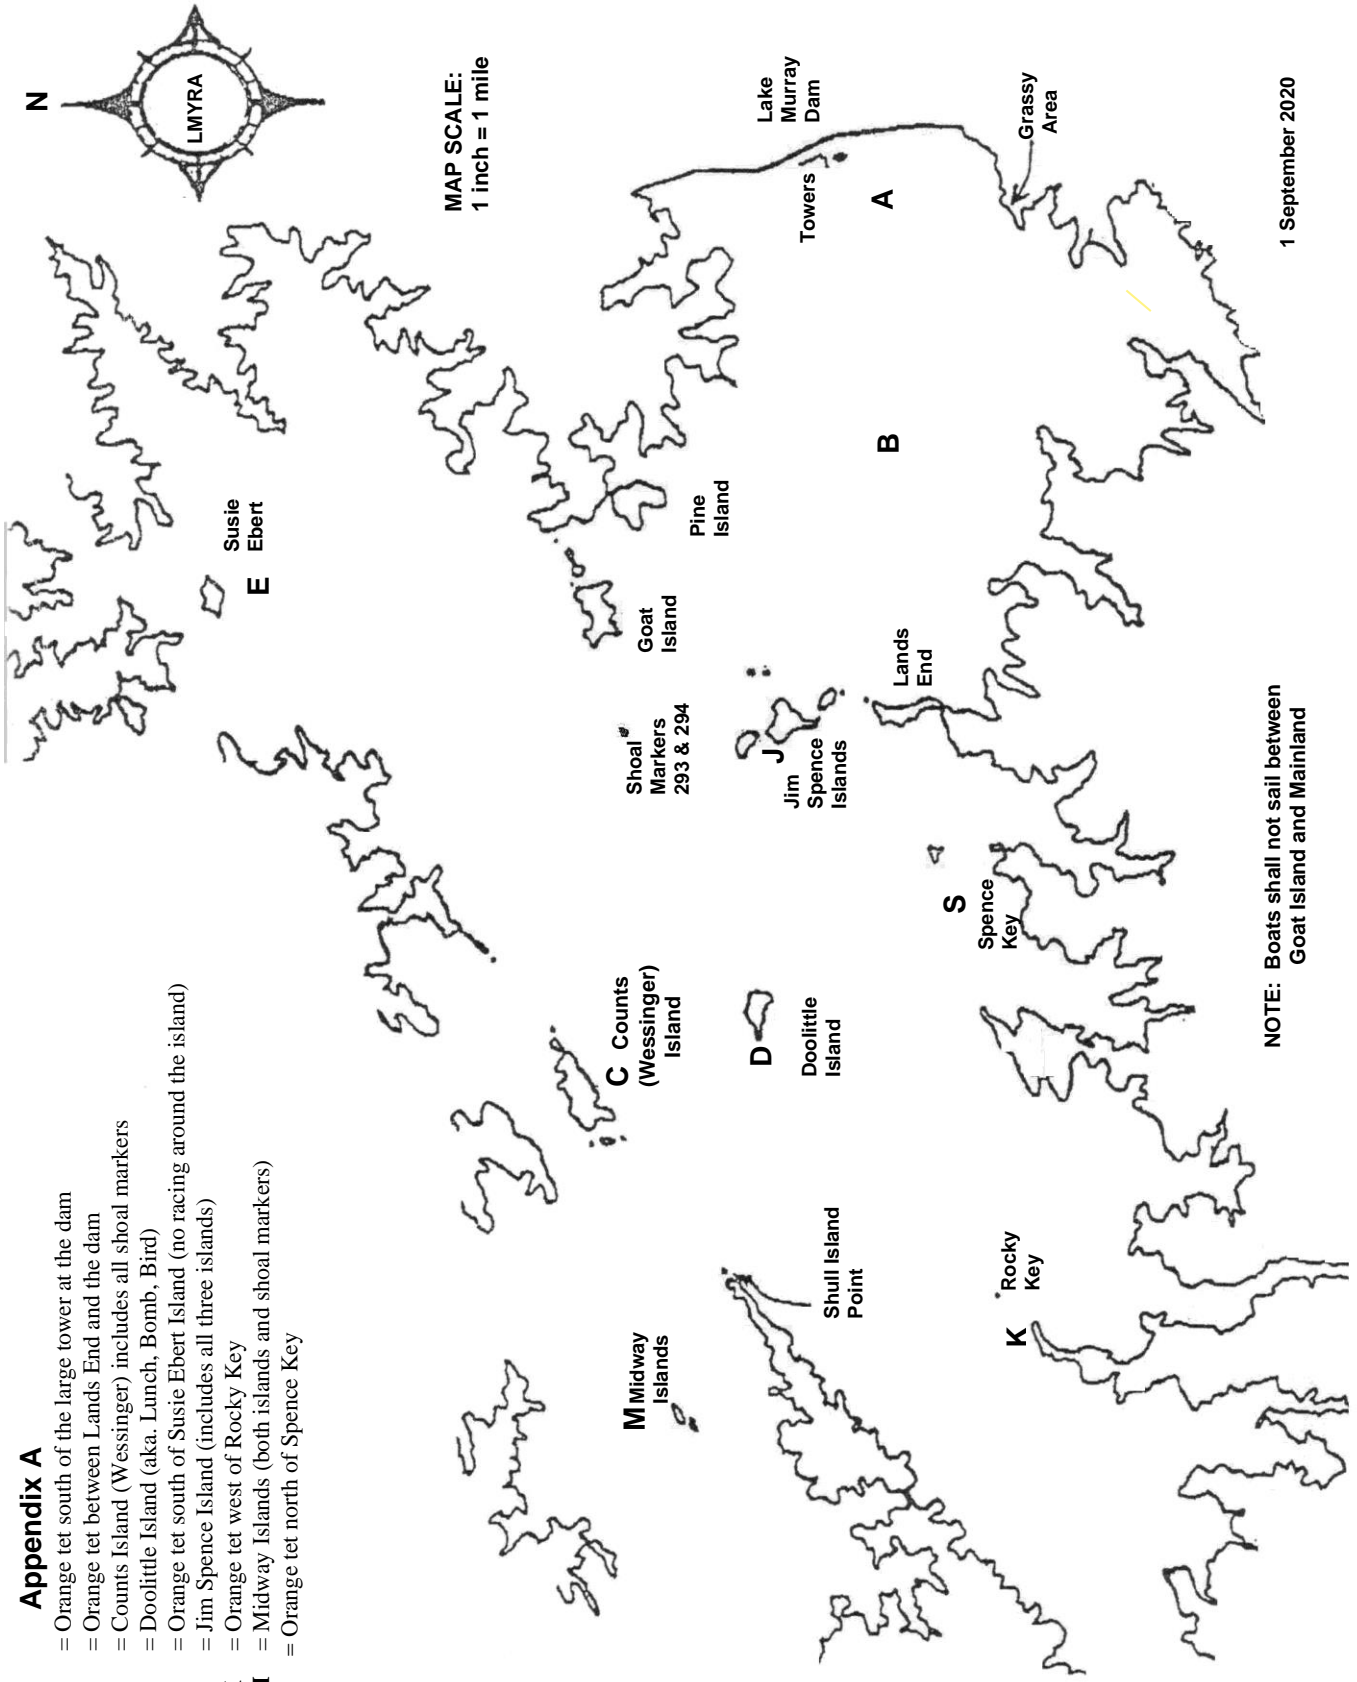 Appendix A
= Orange tet south of the large tower at the dam
= Orange tet between Lands End and the dam
= Counts Island (Wessinger) includes all shoal markers
= Doolittle Island (aka. Lunch, Bomb, Bird)
= Orange tet south of Susie Ebert Island (no racing around the island)
= Jim Spence Island (includes all three islands)
= Orange tet west of Rocky Key
= Midway Islands (both islands and shoal markers)
= Orange tet north of Spence Key
N
LMYRA
MAP SCALE:
1 inch = 1 mile
Susie
Ebert
E
Goat
Island
Pine
Island
Lake
Murray
Dam
Towers
A
Grassy
Area
B
Shoal
Markers
293 & 294
J
Jim
Spence
Islands
Lands
End
C Counts
(Wessinger)
Island
D
Doolittle
Island
S
Spence
Key
M Midway
Islands
Shull Island
Point
Rocky
Key
K
NOTE: Boats shall not sail between
Goat Island and Mainland
1 September 2020